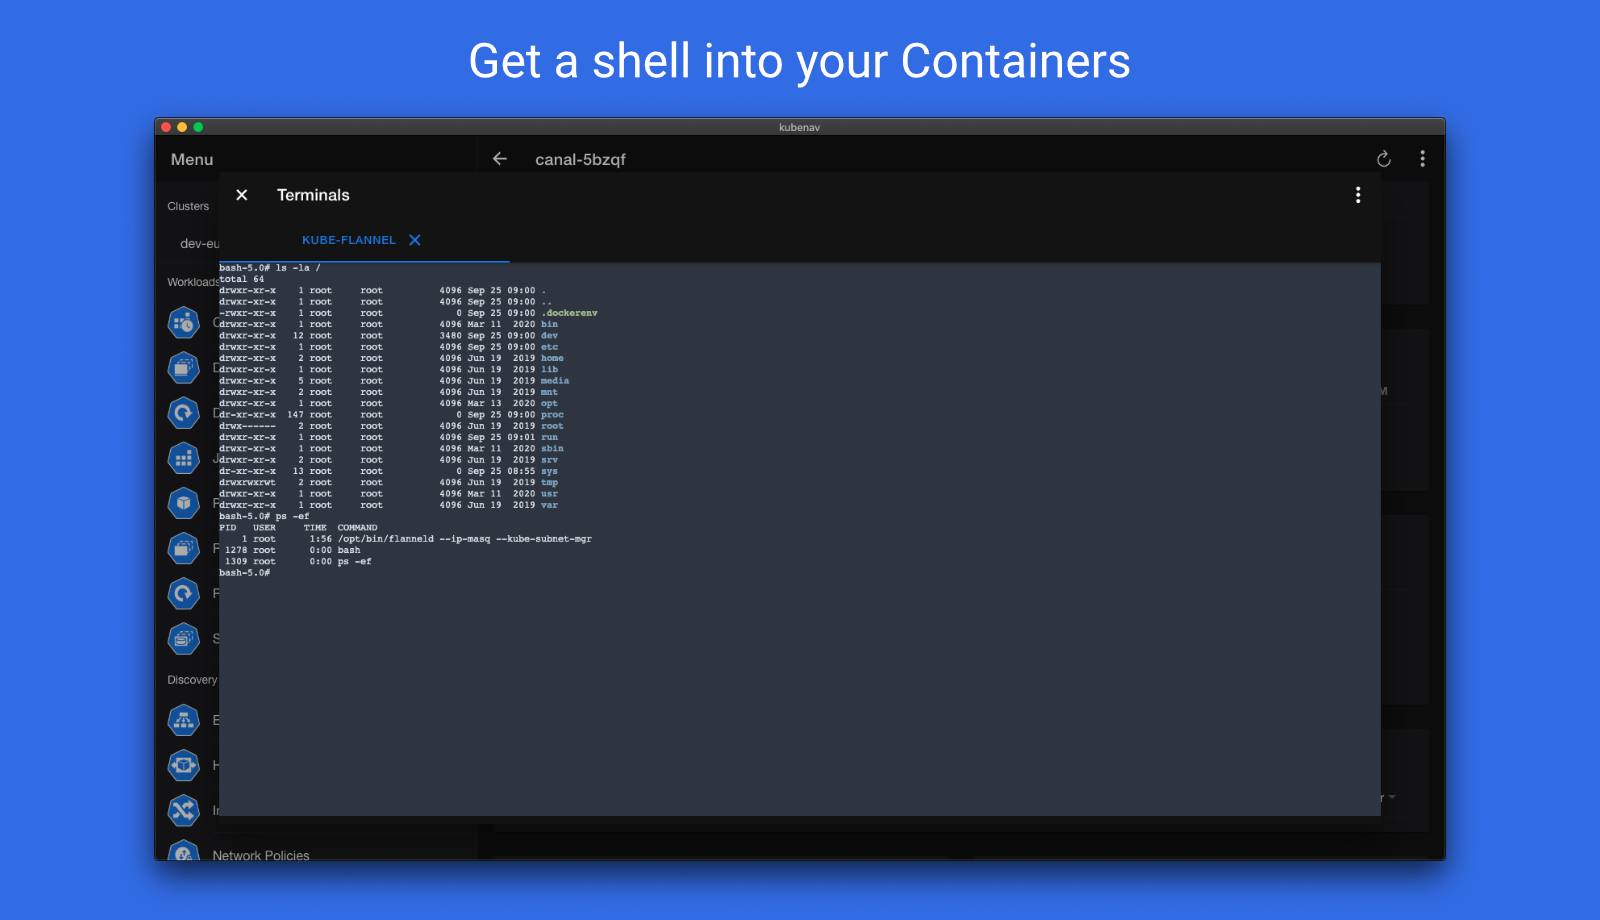 Get a shell into your Containers
kubenav
Menu
canal-5bzqf
Terminals
Clusters
KUBE-FLANNEL
dev-eu
Workloads
bash-5.0# ls -la /
total 64
drwxr-xr-x 1 root root 4096 Sep 25 09:00 .
drwxr-xr-x 1 root root 4096 Sep 25 09:00 ..
-rwxr-xr-x 1 root root 0 Sep 25 09:00 .dockerenv
drwxr-xr-x 1 root root 4096 Mar 11 2020 bin
drwxr-xr-x 12 root root 3480 Sep 25 09:00 dev
drwxr-xr-x 1 root root 4096 Sep 25 09:00 etc
drwxr-xr-x 2 root root 4096 Jun 19 2019 home
drwxr-xr-x 1 root root 4096 Jun 19 2019 lib
drwxr-xr-x 5 root root 4096 Jun 19 2019 media
drwxr-xr-x 2 root root 4096 Jun 19 2019 mnt
drwxr-xr-x 1 root root 4096 Mar 13 2020 opt
dr-xr-xr-x 147 root root 0 Sep 25 09:00 proc
drwx------ 2 root root 4096 Jun 19 2019 root
drwxr-xr-x 1 root root 4096 Sep 25 09:01 run
drwxr-xr-x 1 root root 4096 Mar 11 2020 sbin
drwxr-xr-x 2 root root 4096 Jun 19 2019 srv
dr-xr-xr-x 13 root root 0 Sep 25 08:55 sys
drwxrwxrwt 2 root root 4096 Jun 19 2019 tmp
drwxr-xr-x 1 root root 4096 Mar 11 2020 usr
drwxr-xr-x 1 root root 4096 Jun 19 2019 var
bash-5.0# ps -ef
PID USER TIME COMMAND
1 root 1:56 /opt/bin/flanneld --ip-masq --kube-subnet-mgr
1278 root 0:00 bash
1309 root 0:00 ps -ef
bash-5.0#
Discovery
Network Policies